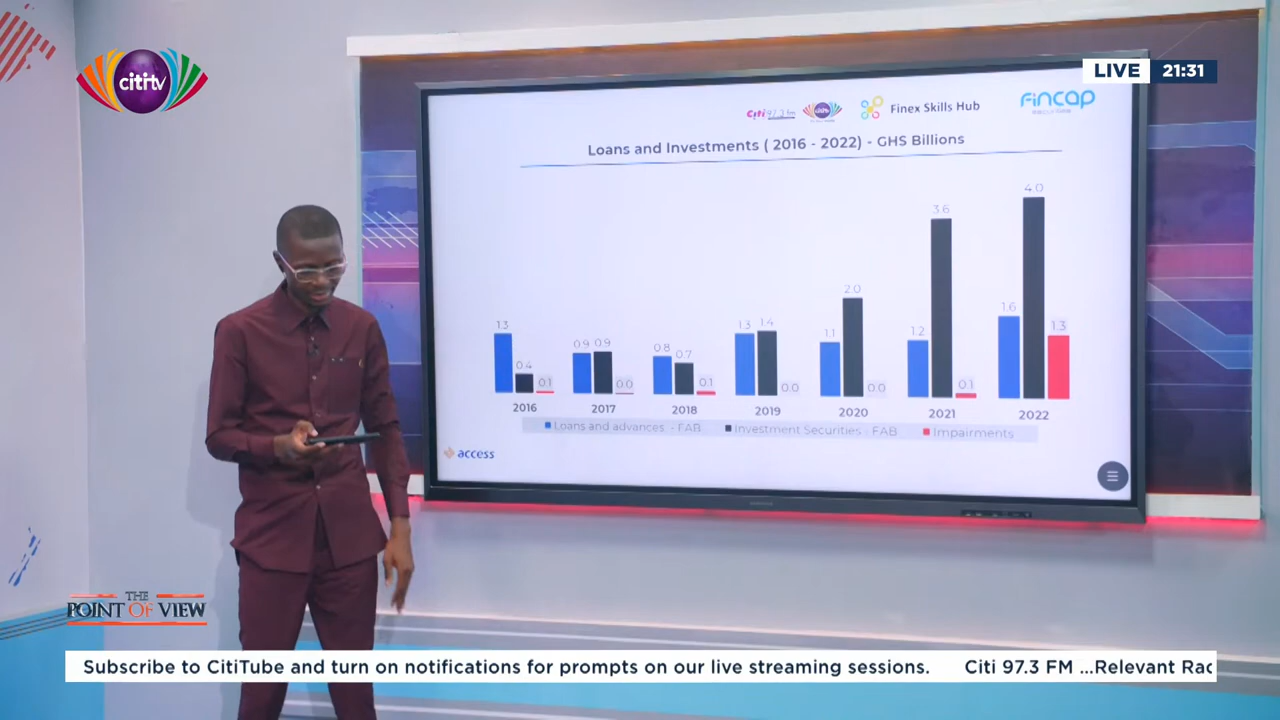 citi tv
LIVE 21:31
Citi 97.3 fm
Finex Skills Hub
fincap
Loans and Investments ( 2016 - 2022) - GHS Billions
1.3 0.4 0.1
0.9 0.9 0.0
0.8 0.7 0.1
1.3 1.4 0.0
1.1 2.0 0.0
1.2 3.6 0.1
1.6 4.0 1.3
2016 2017 2018 2019 2020 2021 2022
Loans and advances - FAB Investment Securities - FAB Impairments
access
THE
POINT OF VIEW
Subscribe to CitiTube and turn on notifications for prompts on our live streaming sessions. Citi 97.3 FM ...Relevant Rac